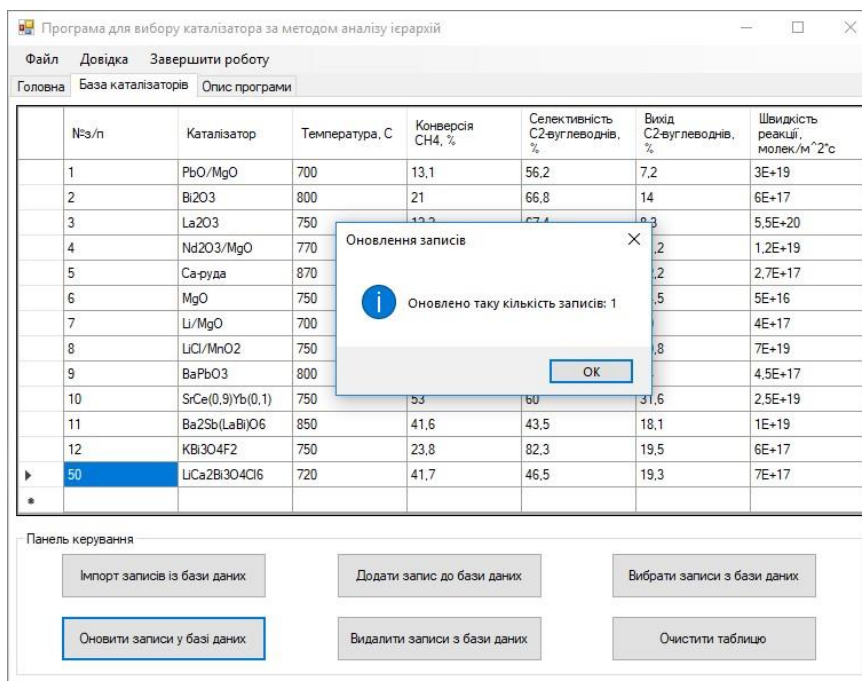 Програма для вибору каталізатора за методом аналізу ієрархій
Файл Довідка Завершити роботу
Головна База каталізаторів Опис програми
№з/п Каталізатор Температура, С Конверсія CH4, % Селективність C2-вуглеводнів, % Вихід C2-вуглеводнів, % Швидкість реакції, молек/м^2*с
1 PbO/MgO 700 13,1 56,2 7,2 3E+19
2 Bi2O3 800 21 66,8 14 6E+17
3 La2O3 750 5,5E+20
4 Nd2O3/MgO 770 1,2E+19
5 Ca-руда 870 2,7E+17
6 MgO 750 5E+16
7 Li/MgO 700 4E+17
8 LiCl/MnO2 750 7E+19
9 BaPbO3 800 4,5E+17
10 SrCe(0,9)Yb(0,1) 750 53 60 31,6 2,5E+19
11 Ba2Sb(LaBi)O6 850 41,6 43,5 18,1 1E+19
12 KBi3O4F2 750 23,8 82,3 19,5 6E+17
50 LiCa2Bi3O4Cl6 720 41,7 46,5 19,3 7E+17
Оновлення записів
Оновлено таку кількість записів: 1
OK
Панель керування
Імпорт записів із бази даних Додати запис до бази даних Вибрати записи з бази даних
Оновити записи у базі даних Видалити записи з бази даних Очистити таблицю